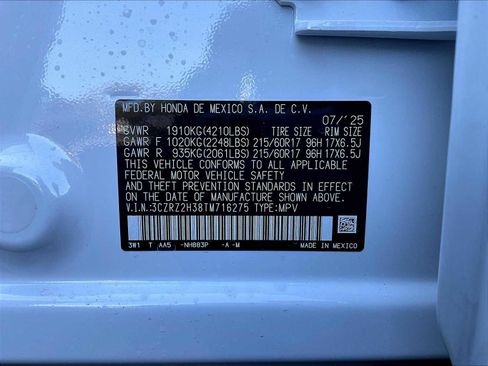 MFD.BY HONDA DE MEXICO S.A. DE C.V.
07/'25
GVWR 1910KG(4210LBS) TIRE SIZE RIM SIZE
GAWR F 1020KG(2248LBS) 215/60R17 96H 17X6.5J
GAWR R 935KG(2061LBS) 215/60R17 96H 17X6.5J
THIS VEHICLE CONFORMS TO ALL APPLICABLE
FEDERAL MOTOR VEHICLE SAFETY
AND THEFT PREVENTION STANDARDS IN EFFECT ON
THE DATE OF MANUFACTURE SHOWN ABOVE.
V.I.N.:3CZRZ2H38TM716275 TYPE:MPV
3W1 T AA5 -NH883P -A -M MADE IN MEXICO